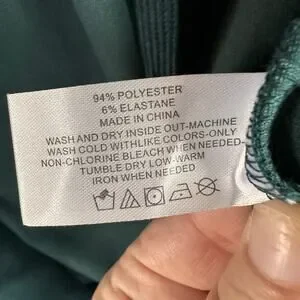 94% POLYESTER
6% ELASTANE
MADE IN CHINA
WASH AND DRY INSIDE OUT-MACHINE
WASH COLD WITHLIKE COLORS-ONLY
NON-CHLORINE BLEACH WHEN NEEDED-
TUMBLE DRY LOW-WARM
IRON WHEN NEEDED